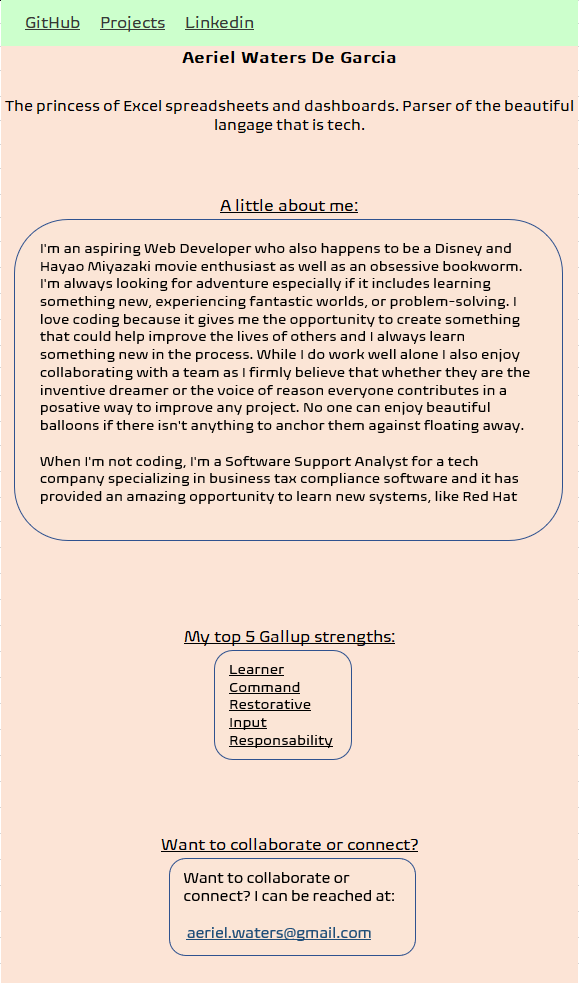 GitHub Projects Linkedin
Aeriel Waters De Garcia
The princess of Excel spreadsheets and dashboards. Parser of the beautiful
langage that is tech.
A little about me:
I'm an aspiring Web Developer who also happens to be a Disney and
Hayao Miyazaki movie enthusiast as well as an obsessive bookworm.
I'm always looking for adventure especially if it includes learning
something new, experiencing fantastic worlds, or problem-solving. I
love coding because it gives me the opportunity to create something
that could help improve the lives of others and I always learn
something new in the process. While I do work well alone I also enjoy
collaborating with a team as I firmly believe that whether they are the
inventive dreamer or the voice of reason everyone contributes in a
posative way to improve any project. No one can enjoy beautiful
balloons if there isn't anything to anchor them against floating away.
When I'm not coding, I'm a Software Support Analyst for a tech
company specializing in business tax compliance software and it has
provided an amazing opportunity to learn new systems, like Red Hat
My top 5 Gallup strengths:
Learner
Command
Restorative
Input
Responsability
Want to collaborate or connect?
Want to collaborate or
connect? I can be reached at:
aeriel.waters@gmail.com